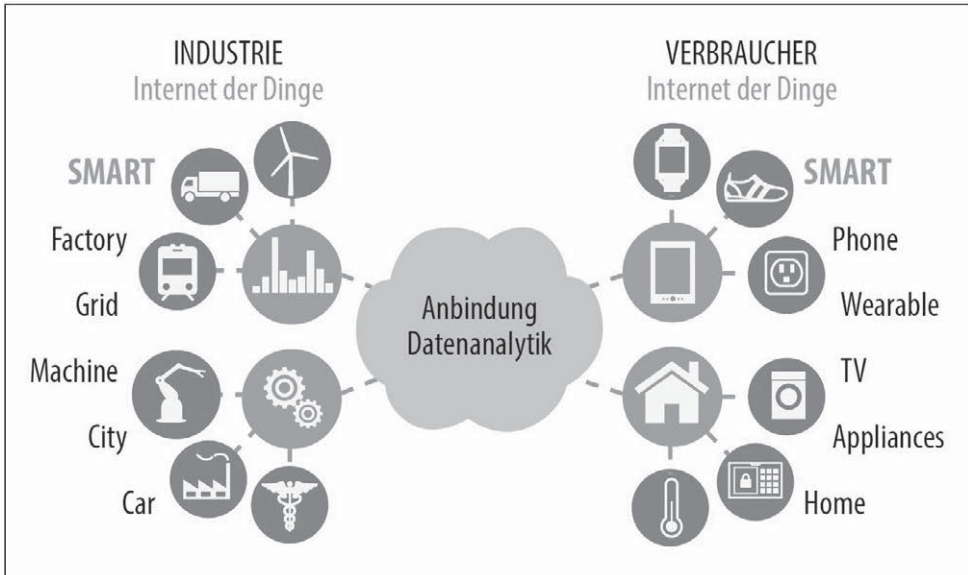 INDUSTRIE
Internet der Dinge
SMART
Factory
Grid
Machine
City
Car
Anbindung
Datenanalytik
VERBRAUCHER
Internet der Dinge
SMART
Phone
Wearable
TV
Appliances
Home